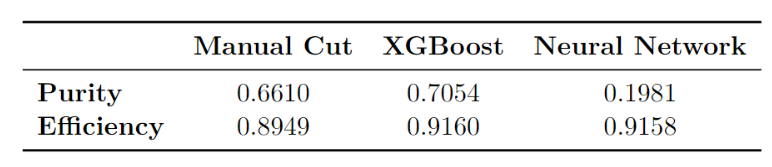 Manual Cut XGBoost Neural Network
Purity 0.6610 0.7054 0.1981
Efficiency 0.8949 0.9160 0.9158